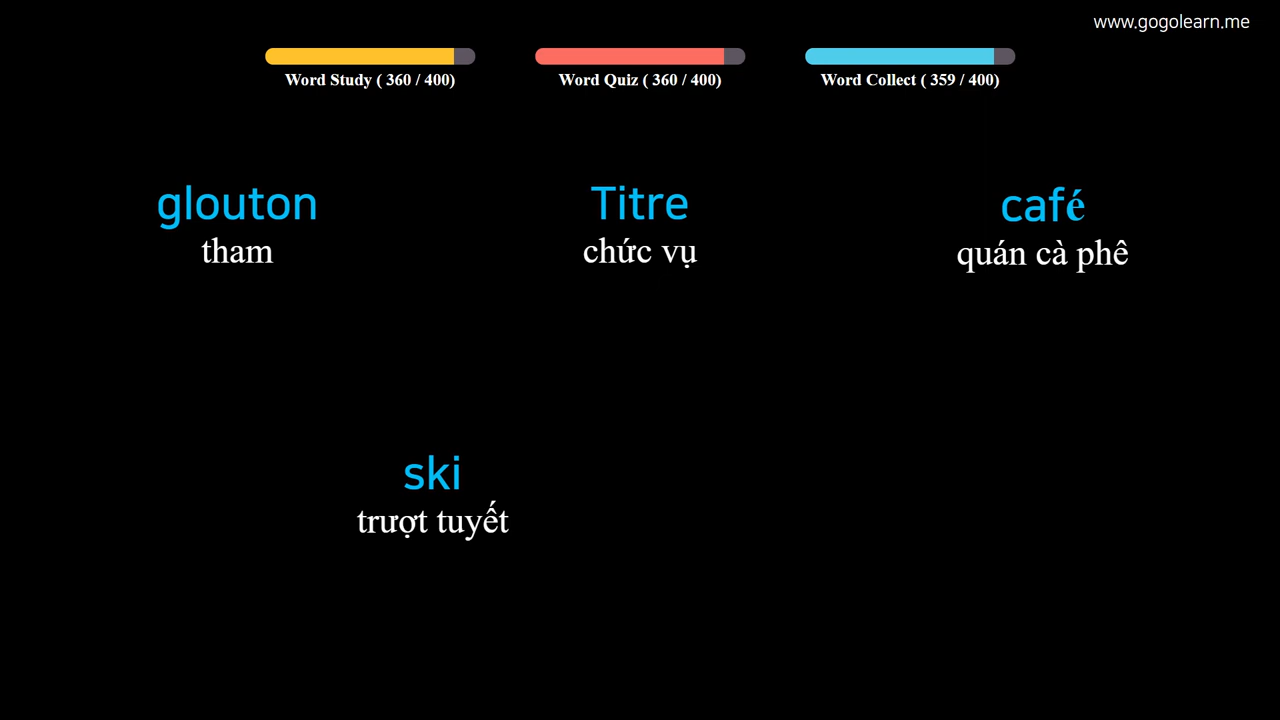 www.gogolearn.me
Word Study ( 360 / 400)
Word Quiz ( 360 / 400)
Word Collect ( 359 / 400)
glouton
tham
Titre
chức vụ
café
quán cà phê
ski
trượt tuyết